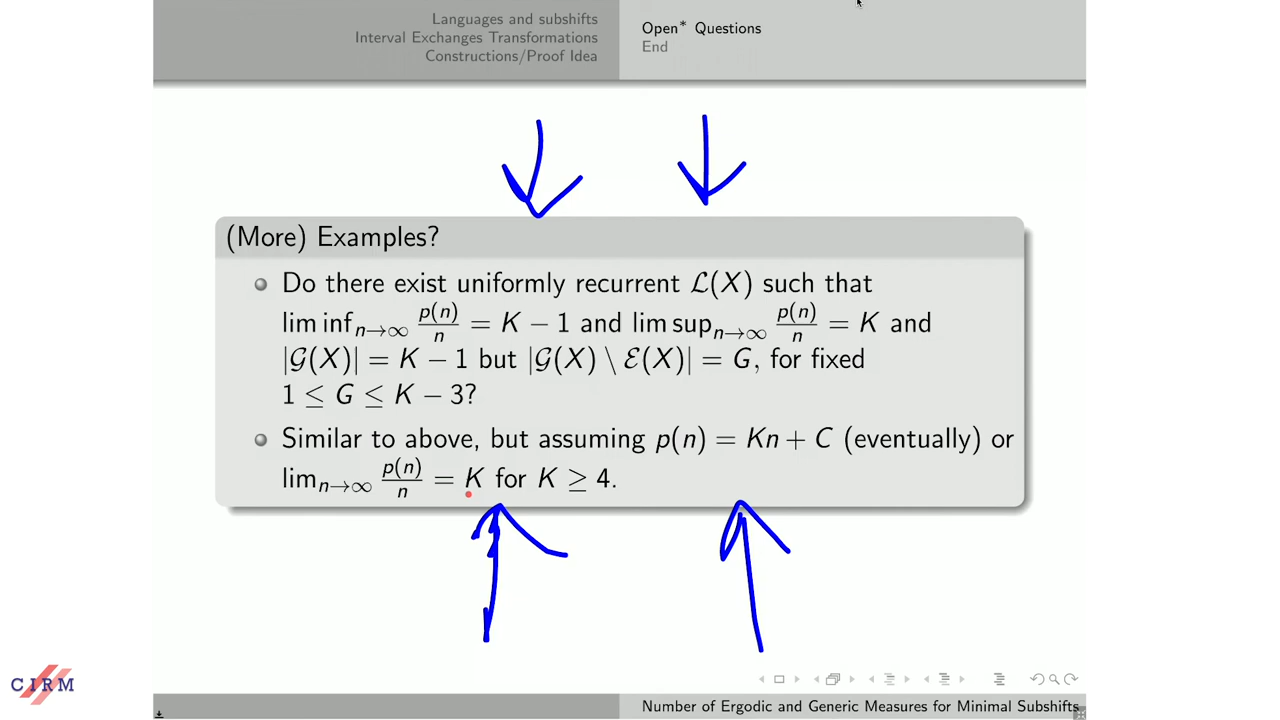 Languages and subshifts
Interval Exchanges Transformations
Constructions/Proof Idea
Open* Questions
End
(More) Examples?
Do there exist uniformly recurrent ℒ(X) such that
lim inf_{n→∞} p(n)/n = K − 1 and lim sup_{n→∞} p(n)/n = K and
|𝒢(X)| = K − 1 but |𝒢(X) \ ℰ(X)| = G, for fixed
1 ≤ G ≤ K − 3?
Similar to above, but assuming p(n) = Kn + C (eventually) or
lim_{n→∞} p(n)/n = K for K ≥ 4.
CIRM
Number of Ergodic and Generic Measures for Minimal Subshifts